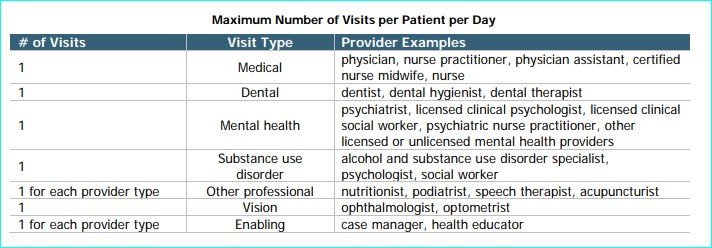 Maximum Number of Visits per Patient per Day
# of Visits Visit Type Provider Examples
1 Medical physician, nurse practitioner, physician assistant, certified
nurse midwife, nurse
1 Dental dentist, dental hygienist, dental therapist
1 Mental health psychiatrist, licensed clinical psychologist, licensed clinical
social worker, psychiatric nurse practitioner, other
licensed or unlicensed mental health providers
1 Substance use alcohol and substance use disorder specialist,
disorder psychologist, social worker
1 for each provider type Other professional nutritionist, podiatrist, speech therapist, acupuncturist
1 Vision ophthalmologist, optometrist
1 for each provider type Enabling case manager, health educator